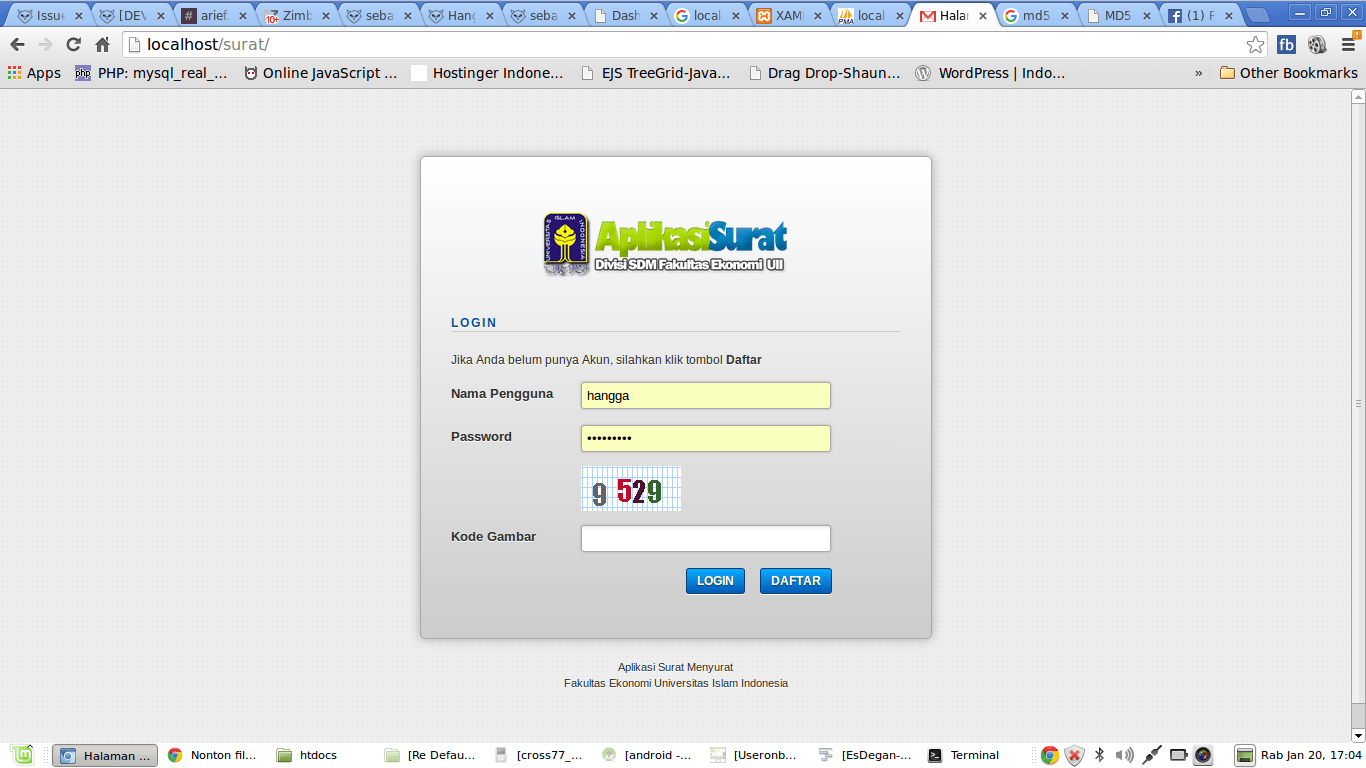 Issue
[DEV
arief.
Zimb
seba
Hang
seba
Dash
local
XAM
local
Halar
md5
MD5
(1) F
localhost/surat/
fb
Apps PHP: mysql_real_... Online JavaScript ... Hostinger Indone... EJS TreeGrid-Java... Drag Drop-Shaun... WordPress | Indo... » Other Bookmarks
UNIVERSITAS ISLAM INDONESIA
AplikasiSurat
Divisi SDM Fakultas Ekonomi UII
LOGIN
Jika Anda belum punya Akun, silahkan klik tombol Daftar
Nama Pengguna hangga
Password •••••••••
9 529
Kode Gambar
LOGIN DAFTAR
Aplikasi Surat Menyurat
Fakultas Ekonomi Universitas Islam Indonesia
Halaman ... Nonton fil... htdocs [Re Defau... [cross77_... [android -... [Useronb... [EsDegan-... Terminal Rab Jan 20, 17:04